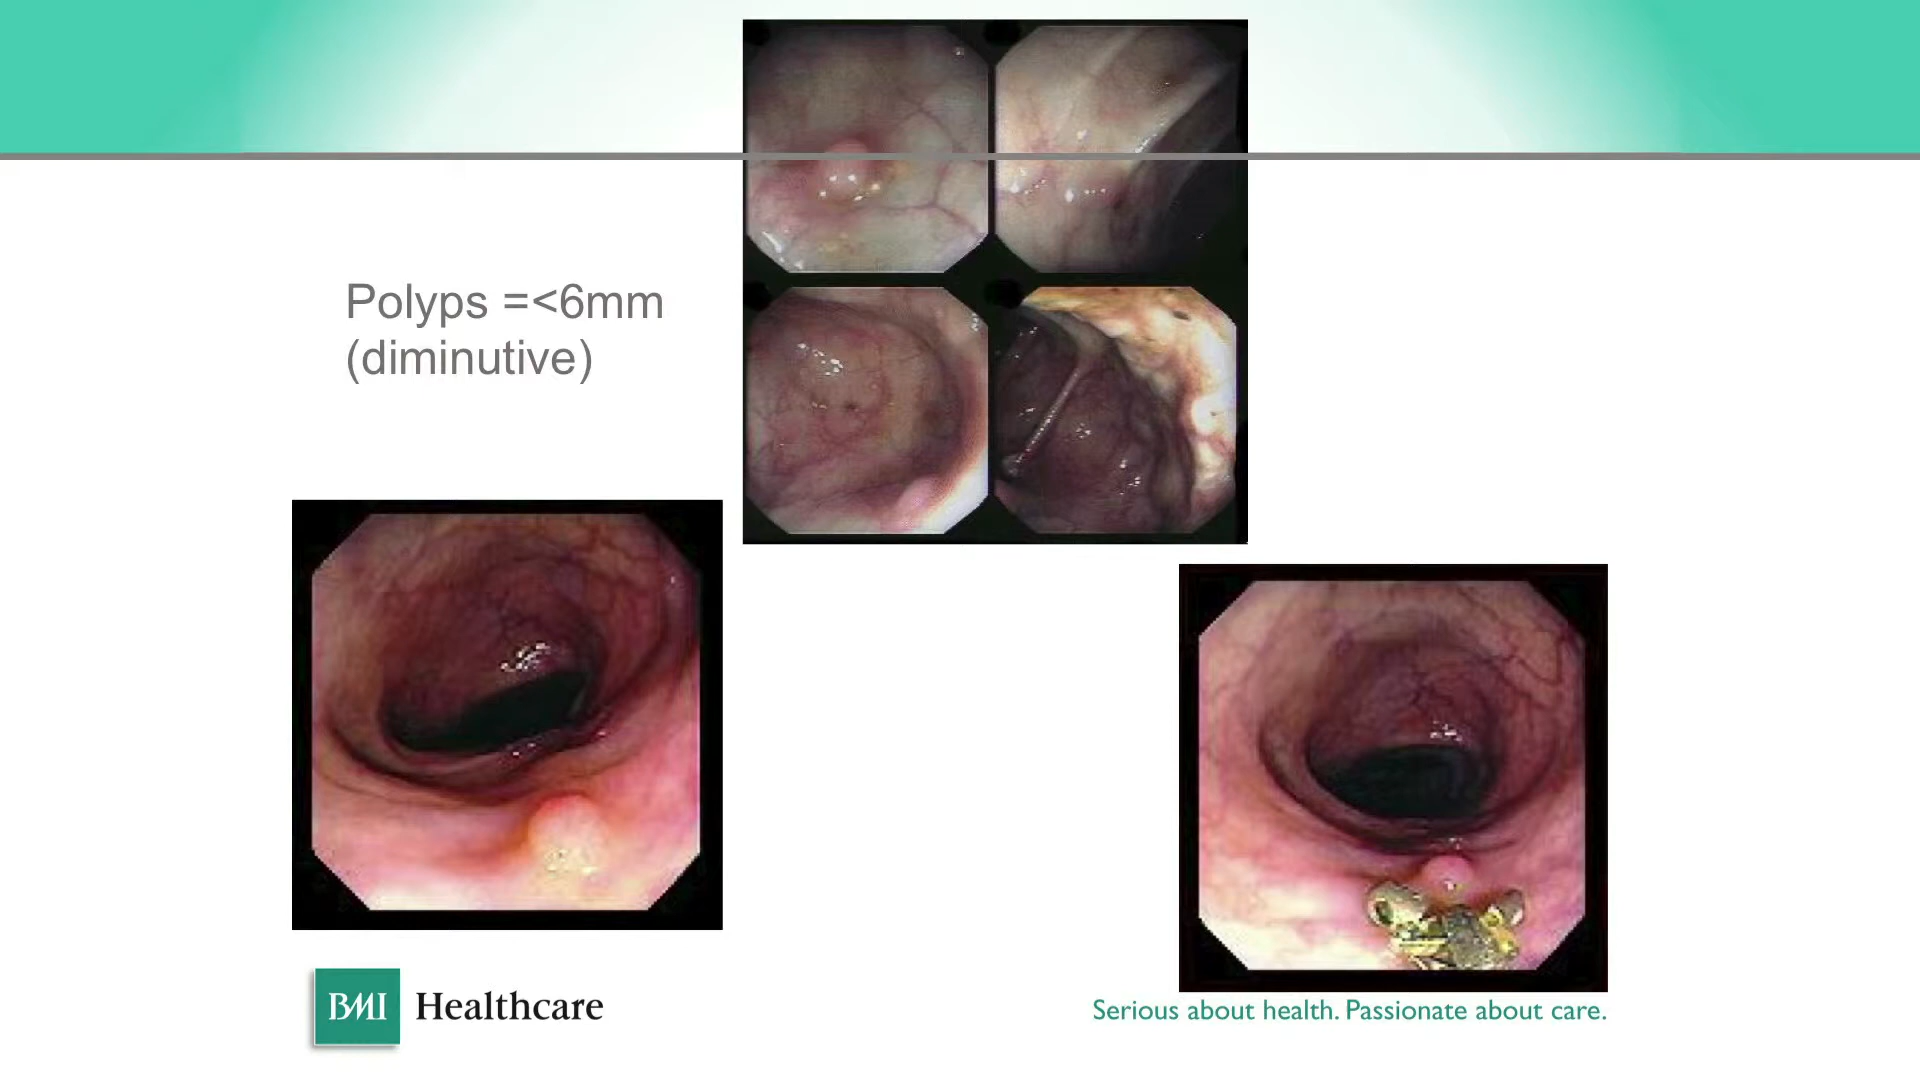 Polyps =<6mm
(diminutive)
BMI Healthcare
Serious about health. Passionate about care.